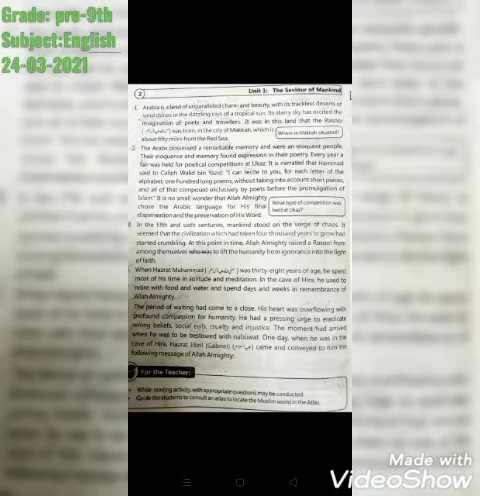 Grade: pre-9th
Subject:English
24-03-2021
2 Unit 1: The Saviour of Mankind
1. Arabia is a land of unparalleled charm and beauty, with its trackless deserts of
sand dunes in the dazzling rays of a tropical sun. Its starry sky has excited the
imagination of poets and travellers. It was in this land that the Rasool
was born, in the city of Makkah, which is
Where is Makkah situated?
about fifty miles from the Red Sea.
2. The Arabs possessed a remarkable memory and were an eloquent people.
Their eloquence and memory found expression in their poetry. Every year a
fair was held for poetical competitions at Ukaz. It is narrated that Hammad
said to Caliph Walid bin Yazid: "I can recite to you, for each letter of the
alphabet, one hundred long poems, without taking into account short pieces,
and all of that composed exclusively by poets before the promulgation of
Islam." It is no small wonder that Allah Almighty
chose the Arabic language for His final
dispensation and the preservation of His Word.
What type of competition was
held at Ukaz?
3. In the fifth and sixth centuries, mankind stood on the verge of chaos. It
seemed that the civilization which had taken four thousand years to grow had
started crumbling. At this point in time, Allah Almighty raised a Rasool from
among themselves who was to lift the humanity from ignorance into the light
of faith.
When Hazrat Muhammad ( ) was thirty-eight years of age, he spent
most of his time in solitude and meditation. In the cave of Hira, he used to
retire with food and water and spend days and weeks in remembrance of
Allah Almighty.
The period of waiting had come to a close. His heart was overflowing with
profound compassion for humanity. He had a pressing urge to eradicate
wrong beliefs, social evils, cruelty and injustice. The moment had arrived
when he was to be bestowed with nabuwat. One day, when he was in the
cave of Hira, Hazrat Jibril (Gabriel) ( ) came and conveyed to him the
following message of Allah Almighty:
For the Teacher:
While reading activity, with appropriate questions may be conducted.
Guide the students to consult an atlas to locate the Muslim world in the Atlas.
Made with
VideoShow